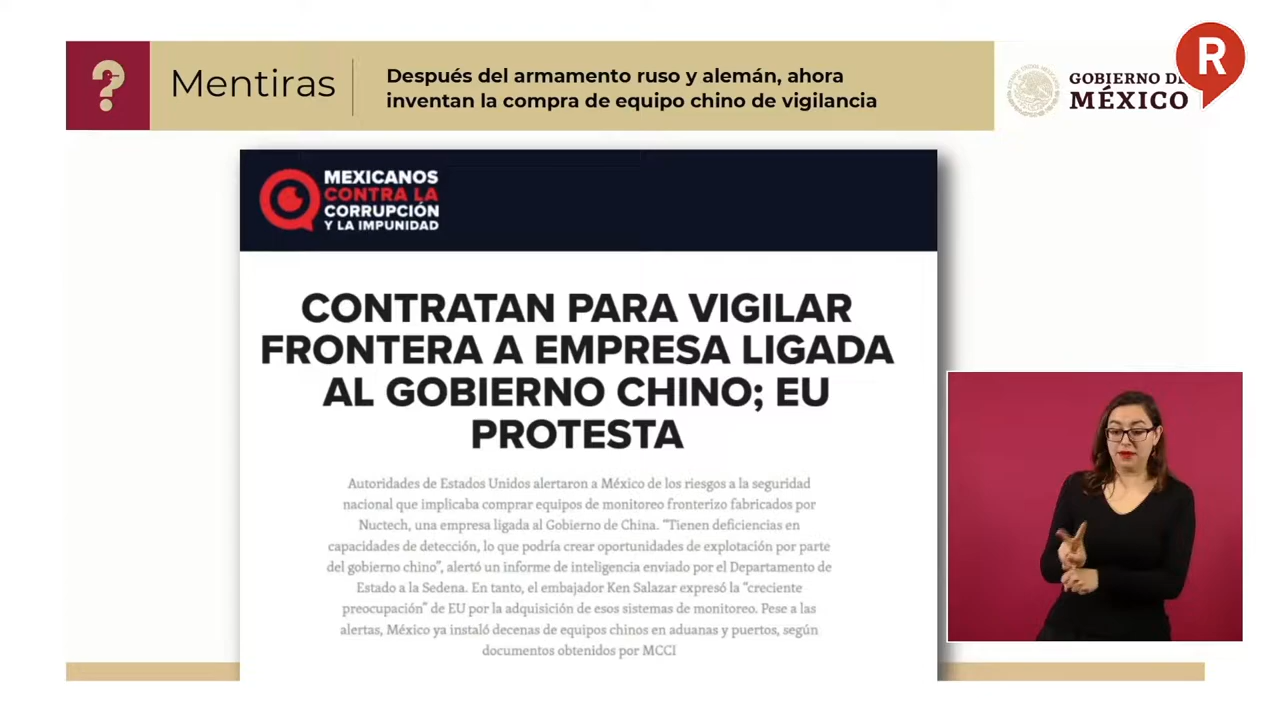 Mentiras
Después del armamento ruso y alemán, ahora
inventan la compra de equipo chino de vigilancia
GOBIERNO DE
MÉXICO
R
MEXICANOS
CONTRA LA
CORRUPCIÓN
Y LA IMPUNIDAD
CONTRATAN PARA VIGILAR
FRONTERA A EMPRESA LIGADA
AL GOBIERNO CHINO; EU
PROTESTA
Autoridades de Estados Unidos alertaron a México de los riesgos a la seguridad
nacional que implicaba comprar equipos de monitoreo fronterizo fabricados por
Nuctech, una empresa ligada al Gobierno de China. “Tienen deficiencias en
capacidades de detección, lo que podría crear oportunidades de explotación por parte
del gobierno chino”, alertó un informe de inteligencia enviado por el Departamento de
Estado a la Sedena. En tanto, el embajador Ken Salazar expresó la “creciente
preocupación” de EU por la adquisición de esos sistemas de monitoreo. Pese a las
alertas, México ya instaló decenas de equipos chinos en aduanas y puertos, según
documentos obtenidos por MCCI